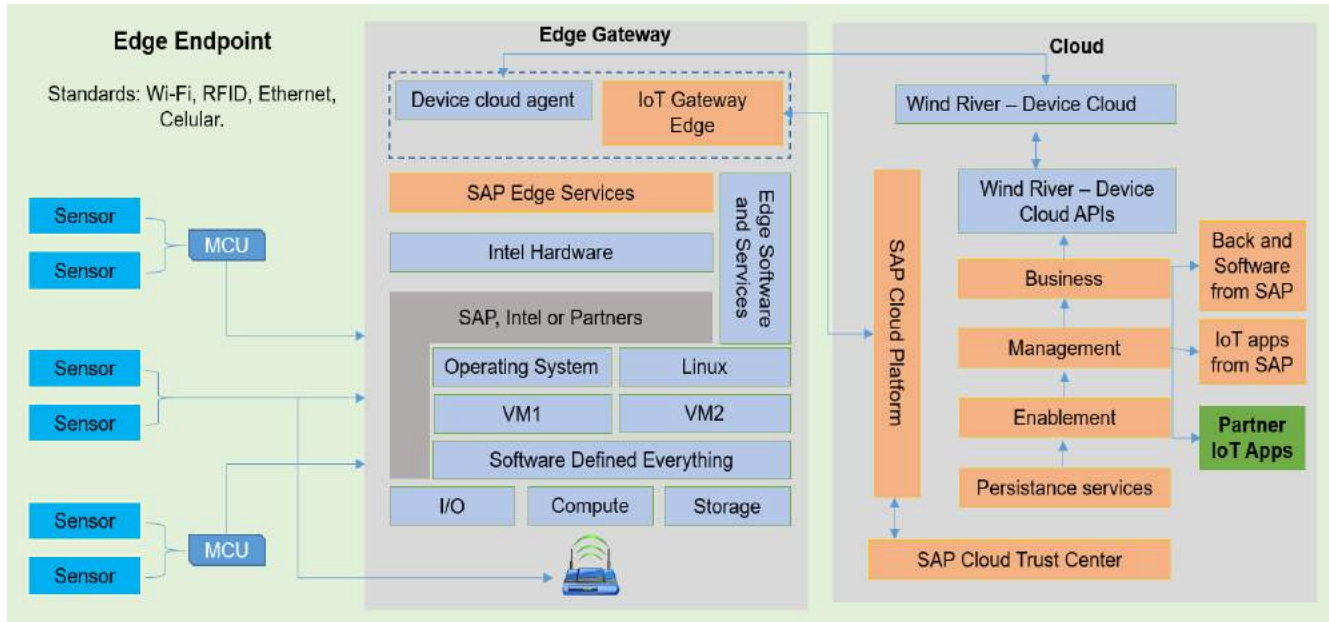 Edge Endpoint
Standards: Wi-Fi, RFID, Ethernet,
Celular.
Sensor
Sensor
MCU
Sensor
Sensor
Sensor
Sensor
MCU
Edge Gateway
Device cloud agent
IoT Gateway
Edge
SAP Edge Services
Edge Software
and Services
Intel Hardware
SAP, Intel or Partners
Operating System
Linux
VM1
VM2
Software Defined Everything
I/O
Compute
Storage
Cloud
Wind River – Device Cloud
Wind River – Device
Cloud APIs
SAP Cloud Platform
Business
Management
Enablement
Persistance services
Back and
Software
from SAP
IoT apps
from SAP
Partner
IoT Apps
SAP Cloud Trust Center